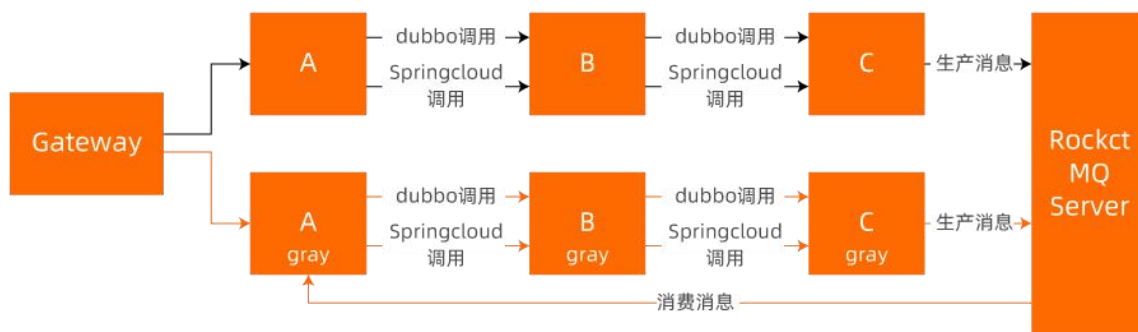 Gateway
A
dubbo调用
Springcloud
调用
B
dubbo调用
Springcloud
调用
C
生产消息
A
gray
dubbo调用
Springcloud
调用
B
gray
dubbo调用
Springcloud
调用
C
gray
生产消息
消费消息
Rockct
MQ
Server